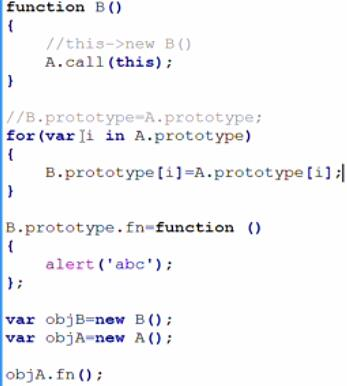 function B()
{
    //this->new B()
    A.call(this);
}

//B.prototype=A.prototype;
for(var i in A.prototype)
{
    B.prototype[i]=A.prototype[i];
}

B.prototype.fn=function ()
{
    alert('abc');
};

var objB=new B();
var objA=new A();

objA.fn();